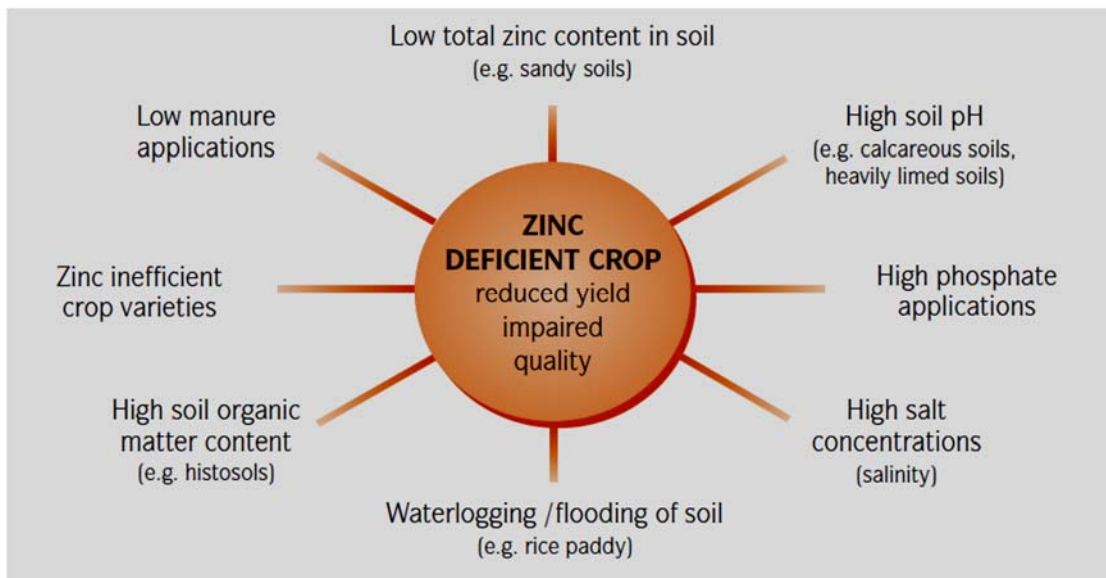 Low total zinc content in soil
(e.g. sandy soils)
Low manure
applications
High soil pH
(e.g. calcareous soils,
heavily limed soils)
ZINC
DEFICIENT CROP
reduced yield
impaired
quality
Zinc inefficient
crop varieties
High phosphate
applications
High soil organic
matter content
(e.g. histosols)
High salt
concentrations
(salinity)
Waterlogging /flooding of soil
(e.g. rice paddy)